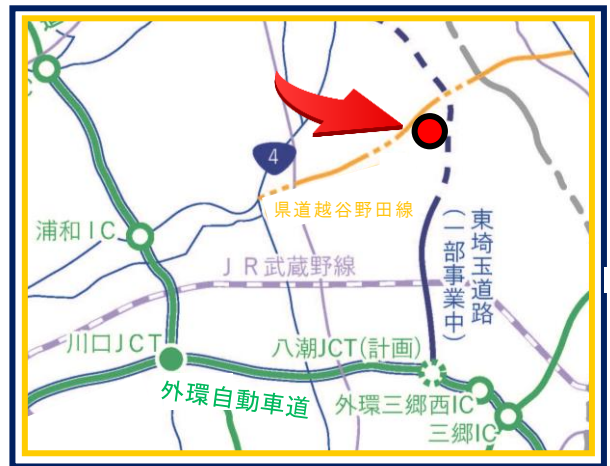 道
C
4
県道越谷野田線
浦和IC
JR武蔵野線
東埼玉道路
(一部事業中)
川口JCT
八潮JCT(計画)
外環自動車道
外環三郷西IC
三郷IC